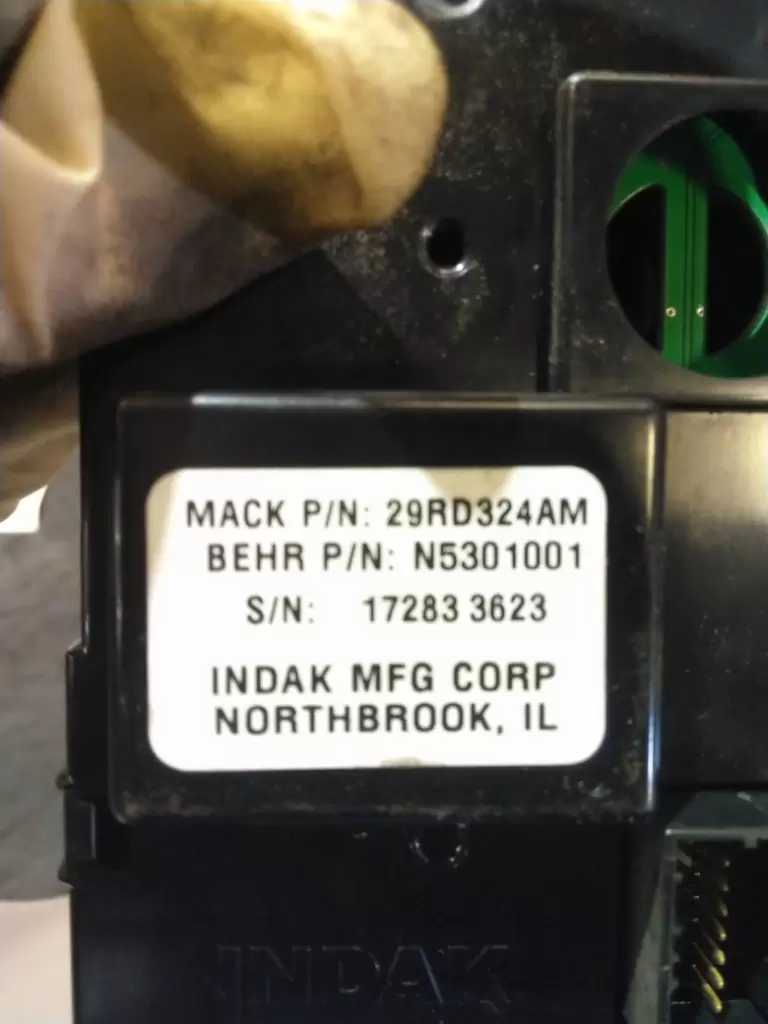 MACK P/N: 29RD324AM
BEHR P/N: N5301001
S/N: 17283 3623
INDAK MFG CORP
NORTHBROOK, IL
INDAK